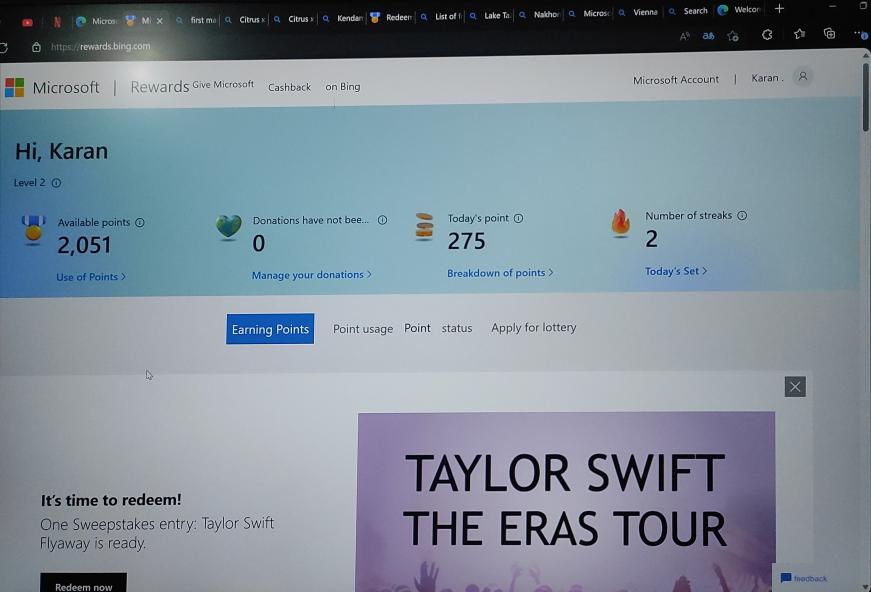 Micros
Mi
first ma
Citrus x
Citrus x
Kendan
Redeem
List of f
Lake Ta
Nakhon
Micros
Vienna
Search
Welcon
https://rewards.bing.com
Microsoft | Rewards Give Microsoft Cashback on Bing
Microsoft Account | Karan .
Hi, Karan
Level 2
Available points
2,051
Use of Points >
Donations have not bee...
0
Manage your donations >
Today's point
275
Breakdown of points >
Number of streaks
2
Today's Set >
Earning Points Point usage Point status Apply for lottery
It's time to redeem!
One Sweepstakes entry: Taylor Swift
Flyaway is ready.
Redeem now
TAYLOR SWIFT
THE ERAS TOUR
feedback